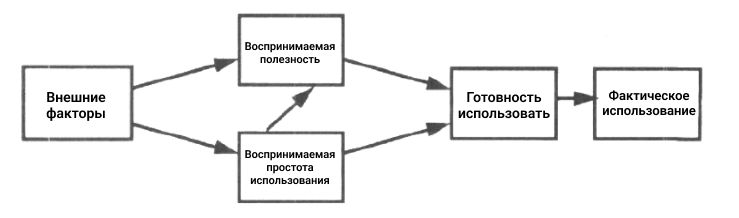 Внешние
факторы
Воспринимаемая
полезность
Воспринимаемая
простота
использования
Готовность
использовать
Фактическое
использование